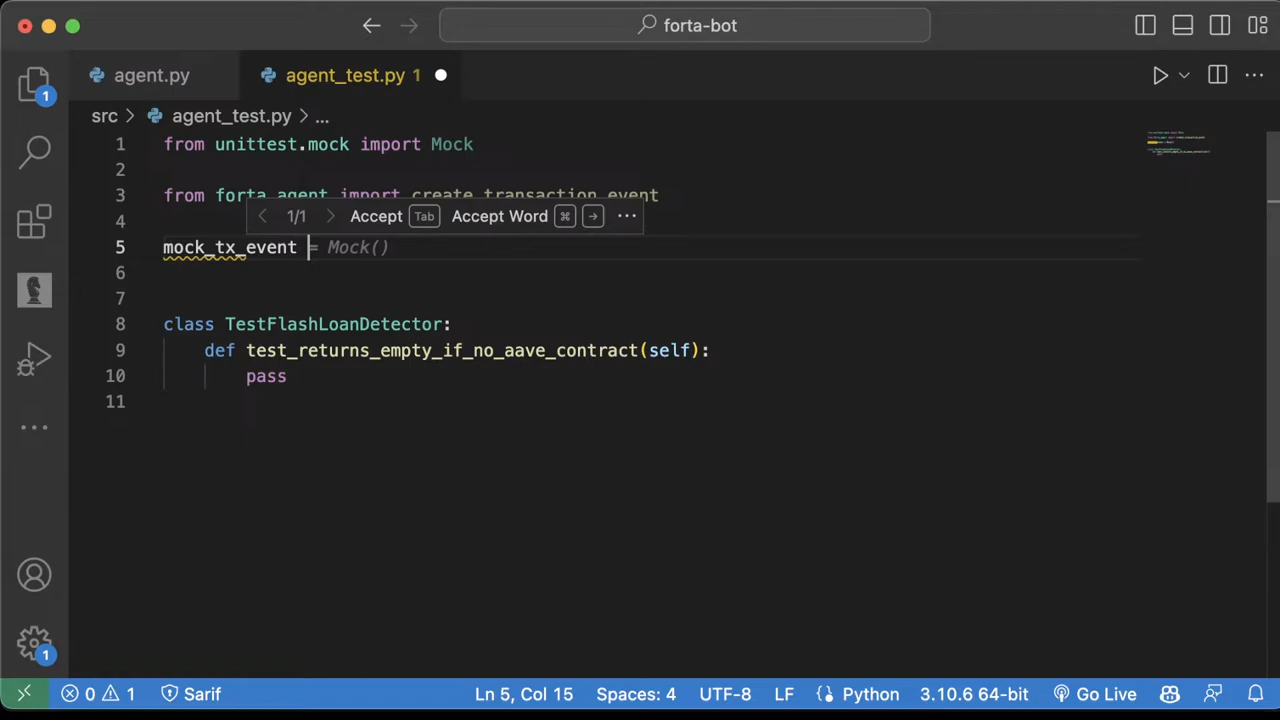 forta-bot
agent.py
agent_test.py 1
src > agent_test.py > ...
1 from unittest.mock import Mock
2
3 from forta_agent import create_transaction_event
1/1 Accept Tab Accept Word ⌘ → ...
4
5 mock_tx_event = Mock()
6
7
8 class TestFlashLoanDetector:
9 def test_returns_empty_if_no_aave_contract(self):
10 pass
11
1
1
0 1 Sarif Ln 5, Col 15 Spaces: 4 UTF-8 LF Python 3.10.6 64-bit Go Live